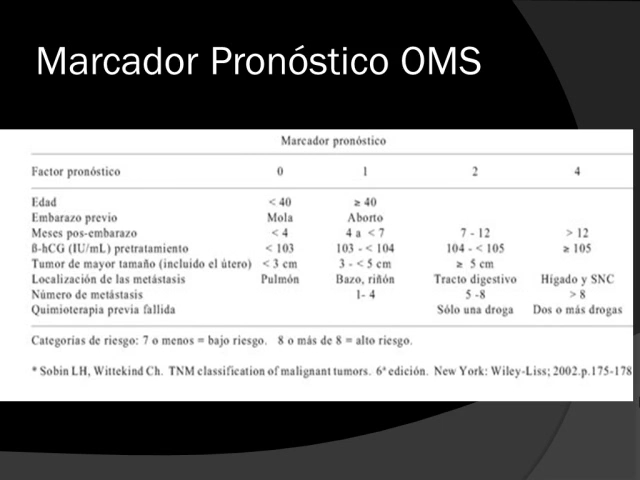 Marcador Pronóstico OMS
Marcador pronóstico
Factor pronóstico 0 1 2 4
Edad < 40 ≥ 40
Embarazo previo Mola Aborto
Meses pos-embarazo < 4 4 a < 7 7 - 12 > 12
ß-hCG (IU/mL) pretratamiento < 103 103 - < 104 104 - < 105 ≥ 105
Tumor de mayor tamaño (incluido el útero) < 3 cm 3 - < 5 cm ≥ 5 cm
Localización de las metástasis Pulmón Bazo, riñón Tracto digestivo Hígado y SNC
Número de metástasis 1- 4 5 -8 > 8
Quimioterapia previa fallida Sólo una droga Dos o más drogas
Categorías de riesgo: 7 o menos = bajo riesgo. 8 o más de 8 = alto riesgo.
* Sobin LH, Wittekind Ch. TNM classification of malignant tumors. 6ª edición. New York: Wiley-Liss; 2002.p.175-178